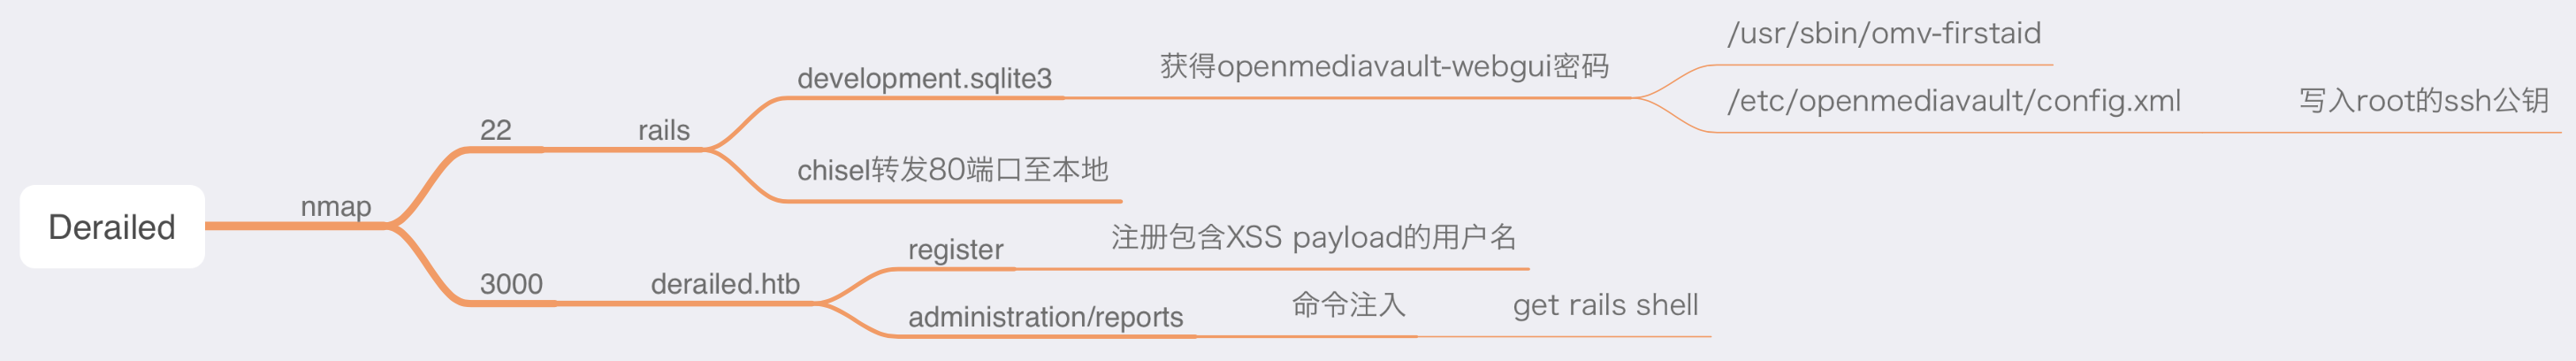 Derailed
nmap
22
rails
development.sqlite3
获得openmediavault-webgui密码
/usr/sbin/omv-firstaid
/etc/openmediavault/config.xml
写入root的ssh公钥
chisel转发80端口至本地
3000
derailed.htb
register
注册包含XSS payload的用户名
administration/reports
命令注入
get rails shell